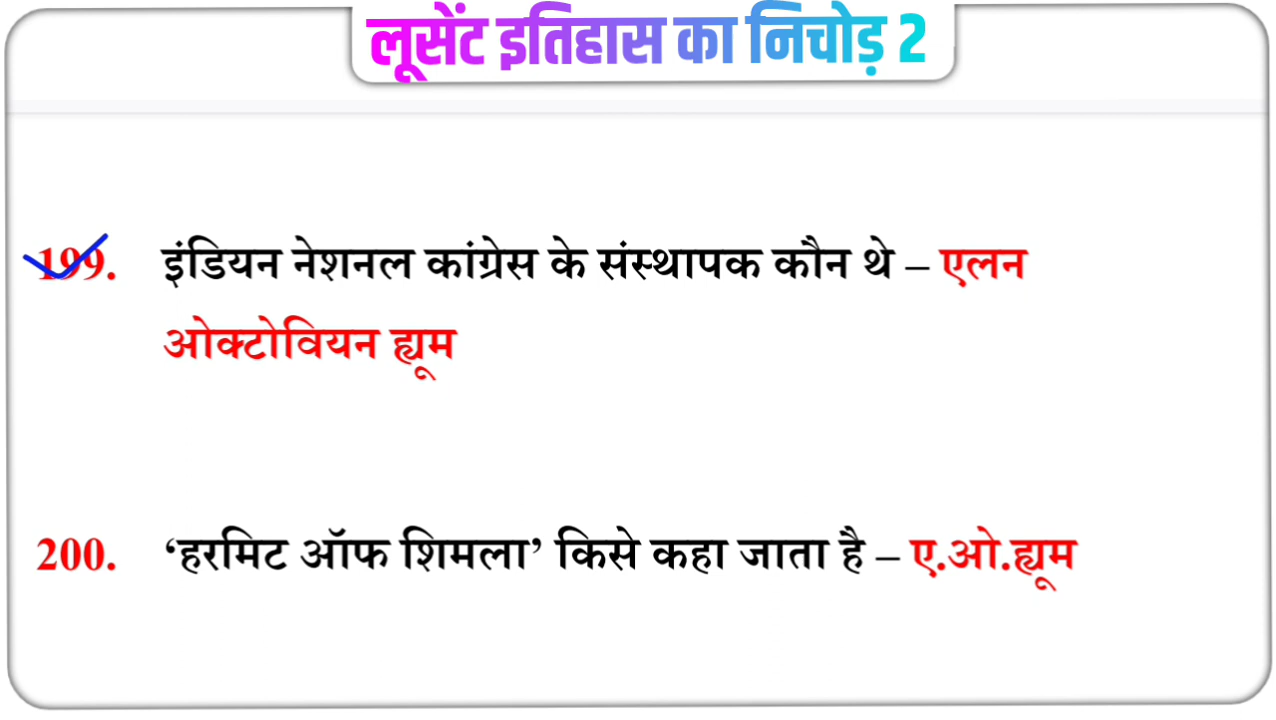 लूसेंट इतिहास का निचोड़ 2
199. इंडियन नेशनल कांग्रेस के संस्थापक कौन थे – एलन
ओक्टोवियन ह्यूम
200. ‘हरमिट ऑफ शिमला’ किसे कहा जाता है – ए.ओ.ह्यूम